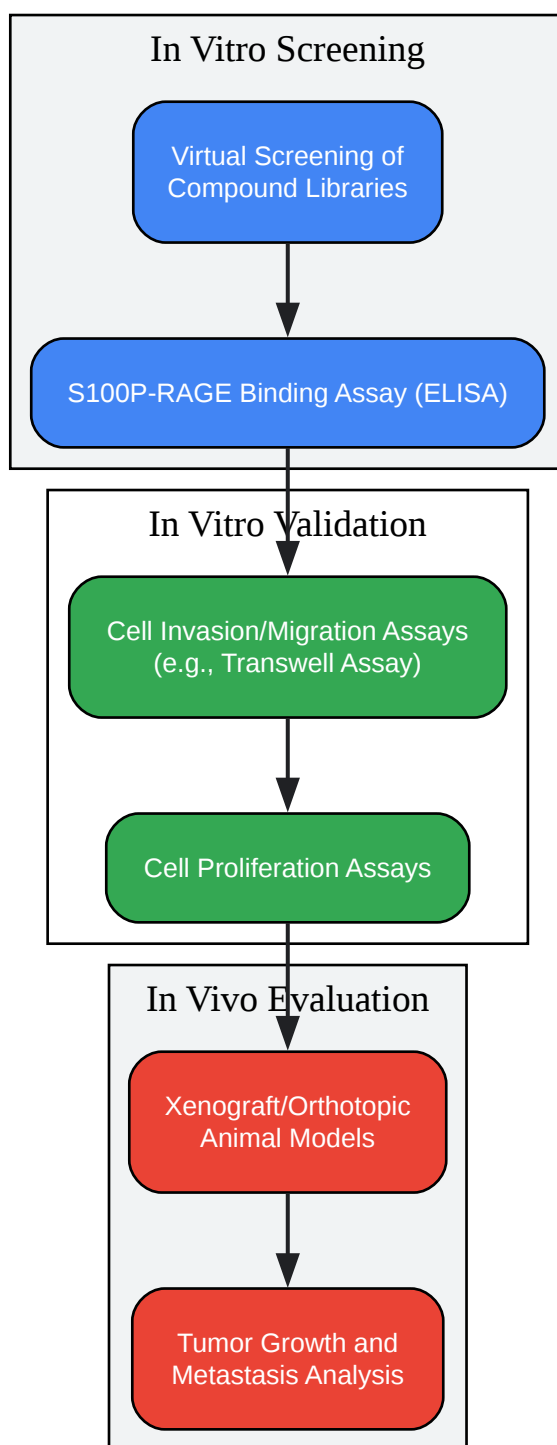 In Vitro Screening
Virtual Screening of
Compound Libraries
S100P-RAGE Binding Assay (ELISA)
In Vitro Validation
Cell Invasion/Migration Assays
(e.g., Transwell Assay)
Cell Proliferation Assays
In Vivo Evaluation
Xenograft/Orthotopic
Animal Models
Tumor Growth and
Metastasis Analysis